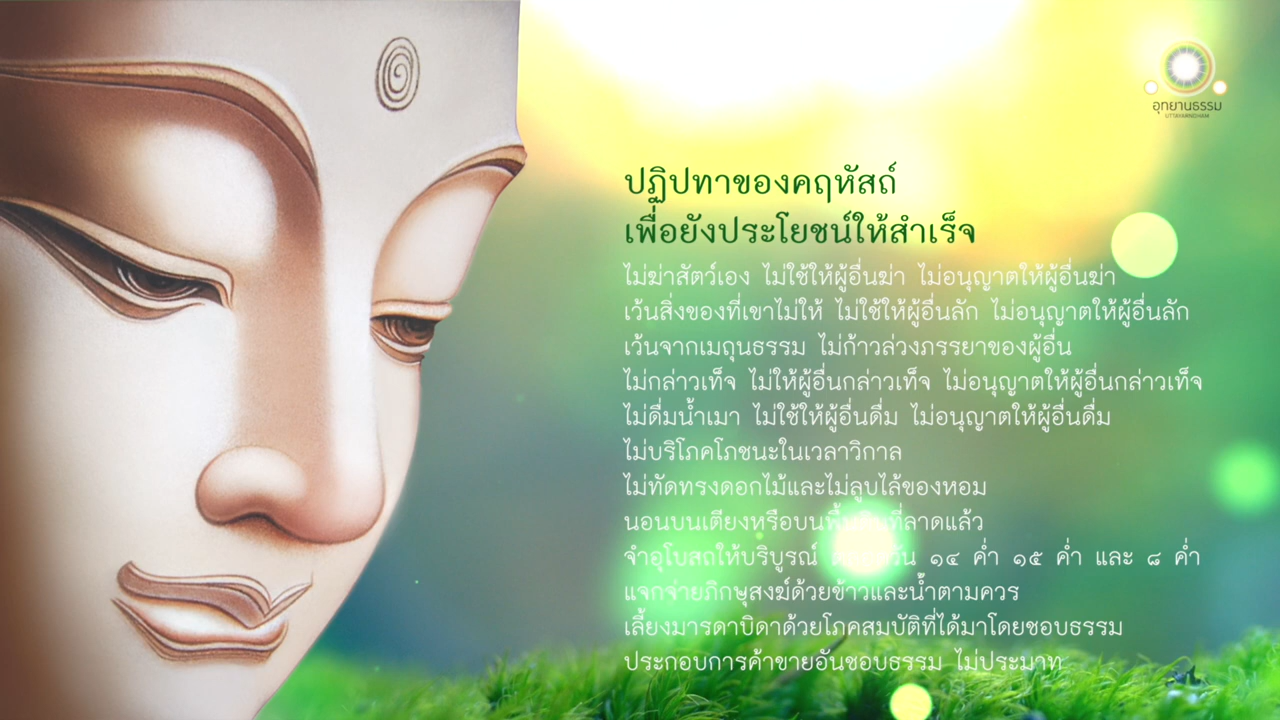 อุทยานธรรม
UTTAYARNDHAM
ปฏิปทาของคฤหัสถ์
เพื่อยังประโยชน์ให้สำเร็จ
ไม่ฆ่าสัตว์เอง ไม่ใช้ให้ผู้อื่นฆ่า ไม่อนุญาตให้ผู้อื่นฆ่า
เว้นสิ่งของที่เขาไม่ให้ ไม่ใช้ให้ผู้อื่นลัก ไม่อนุญาตให้ผู้อื่นลัก
เว้นจากเมถุนธรรม ไม่ก้าวล่วงภรรยาของผู้อื่น
ไม่กล่าวเท็จ ไม่ให้ผู้อื่นกล่าวเท็จ ไม่อนุญาตให้ผู้อื่นกล่าวเท็จ
ไม่ดื่มน้ำเมา ไม่ใช้ให้ผู้อื่นดื่ม ไม่อนุญาตให้ผู้อื่นดื่ม
ไม่บริโภคโภชนะในเวลาวิกาล
ไม่ทัดทรงดอกไม้และไม่ลูบไล้ของหอม
นอนบนเตียงหรือบนพื้นที่ลาดแล้ว
จำอุโบสถให้บริบูรณ์ วัน ๑๔ ค่ำ ๑๕ ค่ำ และ ๘ ค่ำ
แจกจ่ายภิกษุสงฆ์ด้วยข้าวและน้ำตามควร
เลี้ยงมารดาบิดาด้วยโภคสมบัติที่ได้มาโดยชอบธรรม
ประกอบการค้าขายอันชอบธรรม ไม่ประมาท